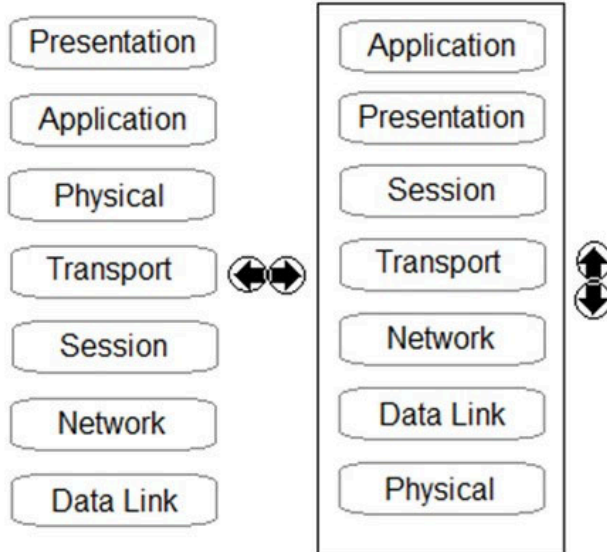 Presentation
Application
Physical
Transport
Session
Network
Data Link
Application
Presentation
Session
Transport
Network
Data Link
Physical